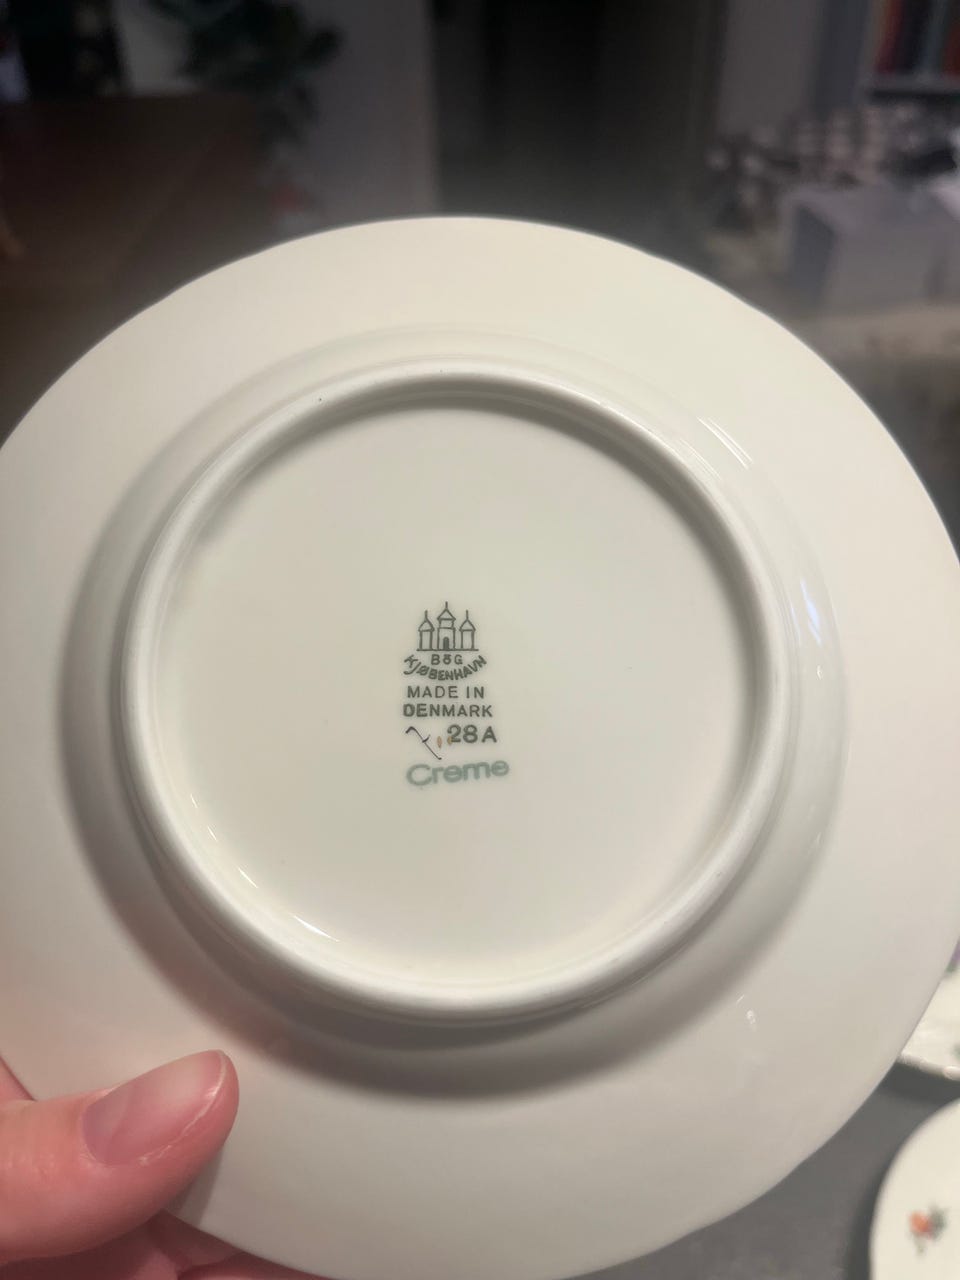 B&G
KJØBENHAVN
MADE IN
DENMARK
28A
Creme